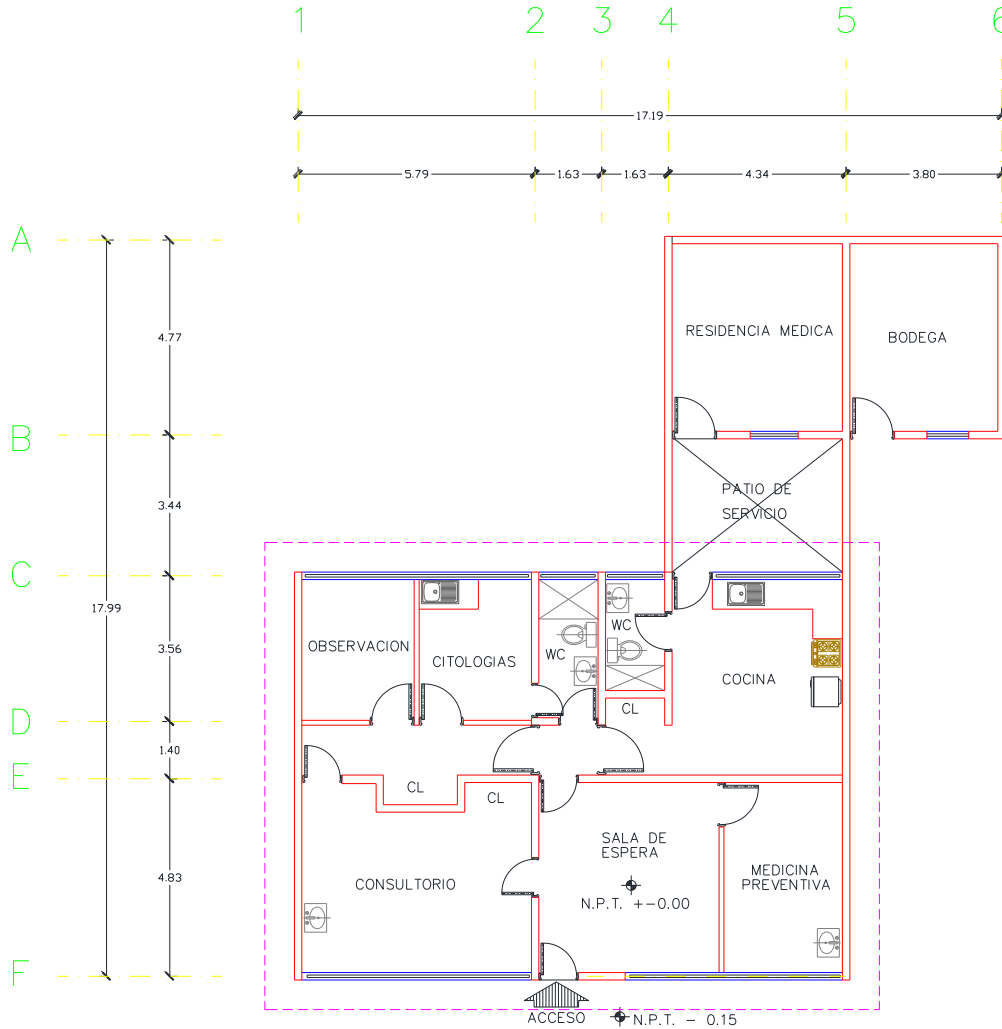 1 2 3 4 5 6
17.19
5.79 1.63 1.63 4.34 3.80
A
B
C
D
E
F
17.99
4.77
3.44
3.56
1.40
4.83
RESIDENCIA MEDICA
BODEGA
PATIO DE
SERVICIO
OBSERVACION
CITOLOGIAS
WC
WC
CL
COCINA
CL
CL
CONSULTORIO
SALA DE
ESPERA
N.P.T. +-0.00
MEDICINA
PREVENTIVA
ACCESO
N.P.T. - 0.15